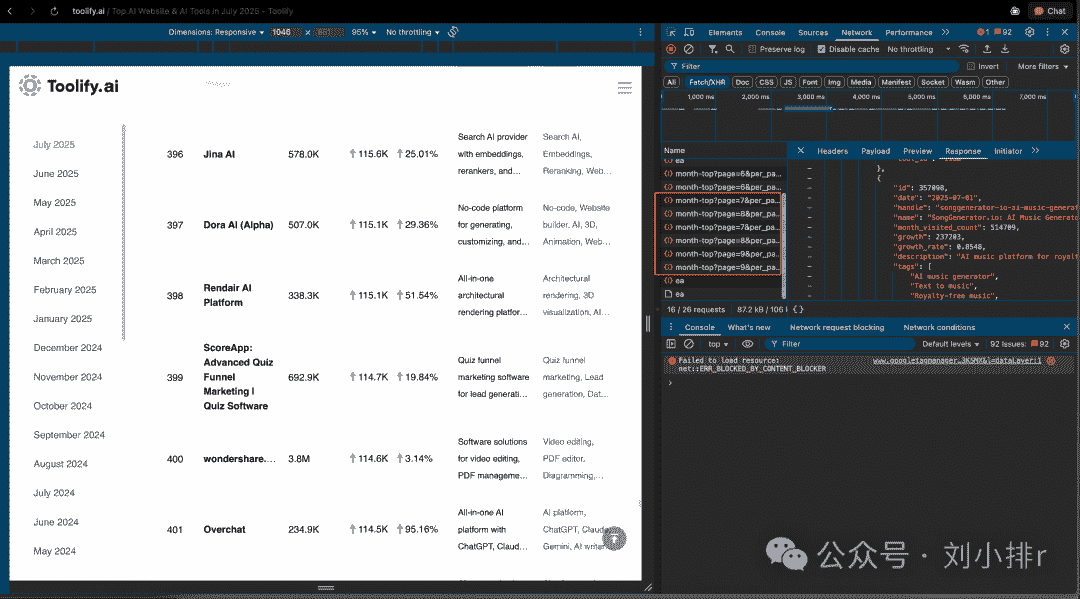 toolify.ai / Top AI Website & AI Tools in July 2025 - Toolify
Chat
Dimensions: Responsive 1046 × 95% No throttling
Elements Console Sources Network Performance 1 92
Preserve log Disable cache No throttling
Filter Invert More filters
All Fetch/XHR Doc CSS JS Font Img Media Manifest Socket Wasm Other
1,000 ms 2,000 ms 3,000 ms 4,000 ms 5,000 ms 6,000 ms 7,000 ms
Toolify.ai
July 2025
June 2025
May 2025
April 2025
March 2025
February 2025
January 2025
December 2024
November 2024
October 2024
September 2024
August 2024
July 2024
June 2024
May 2024
396 Jina AI 578.0K 115.6K 25.01%
Search AI provider
with embeddings,
rerankers, and…
Search AI,
Embeddings,
Reranking, Web…
397 Dora AI (Alpha) 507.0K 115.1K 29.36%
No-code platform
for generating,
customizing, and…
No-code, Website
builder, AI, 3D,
Animation, Web…
398 Rendair AI
Platform
338.3K 115.1K 51.54%
All-in-one
architectural
rendering platfor…
Architectural
rendering, 3D
visualization, AI…
399 ScoreApp:
Advanced Quiz
Funnel
Marketing |
Quiz Software
692.9K 114.7K 19.84%
Quiz funnel
marketing software
for lead generati…
Quiz funnel
marketing, Lead
generation, Dat…
400 wondershare.… 3.8M 114.6K 3.14%
Software solutions
for video editing,
PDF manageme…
Video editing,
PDF editor,
Diagramming,…
401 Overchat 234.9K 114.5K 95.16%
All-in-one AI
platform with
ChatGPT, Claud…
AI platform,
ChatGPT, Claude,
Gemini, AI writer
Name
ea
month-top?page=6&per_pa…
month-top?page=6&per_pa…
month-top?page=7&per_pa…
month-top?page=8&per_pa…
month-top?page=7&per_pa…
month-top?page=8&per_pa…
month-top?page=9&per_pa…
month-top?page=9&per_pa…
ea
ea
16 / 26 requests 87.2 kB / 106 {}
Headers Payload Preview Response Initiator
},
{
"id": 357098,
"date": "2025-07-01",
"handle": "songgenerator-io-ai-music-generat
"name": "SongGenerator.io: AI Music Generato
"month_visited_count": 514709,
"growth": 237203,
"growth_rate": 0.8548,
"description": "AI music platform for royalt
"tags": [
"AI music generator",
"Text to music",
"Royalty-free music",
Console What's new Network request blocking Network conditions
top Filter Default levels 92 Issues: 92
Failed to load resource:
net::ERR_BLOCKED_BY_CONTENT_BLOCKER
公众号 · 刘小排r